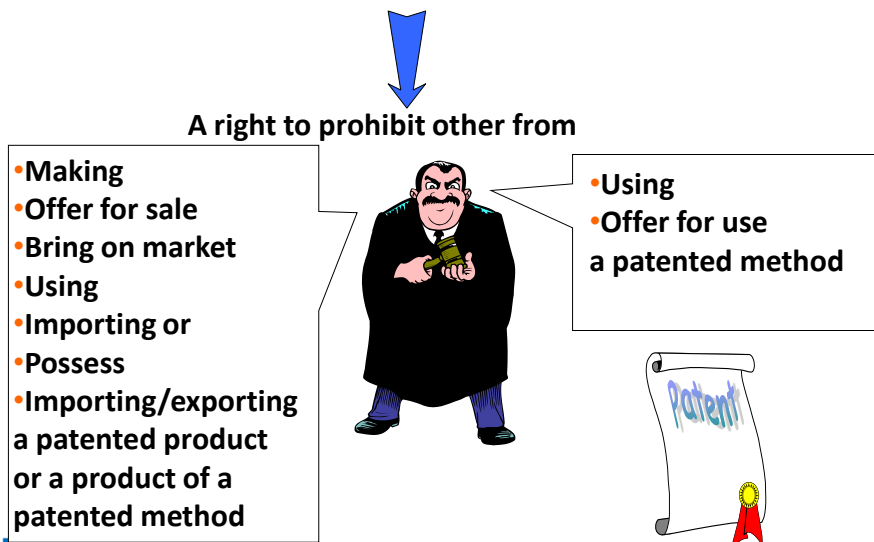 A right to prohibit other from
•Making
•Offer for sale
•Bring on market
•Using
•Importing or
•Possess
•Importing/exporting
a patented product
or a product of a
patented method
•Using
•Offer for use
a patented method
Patent